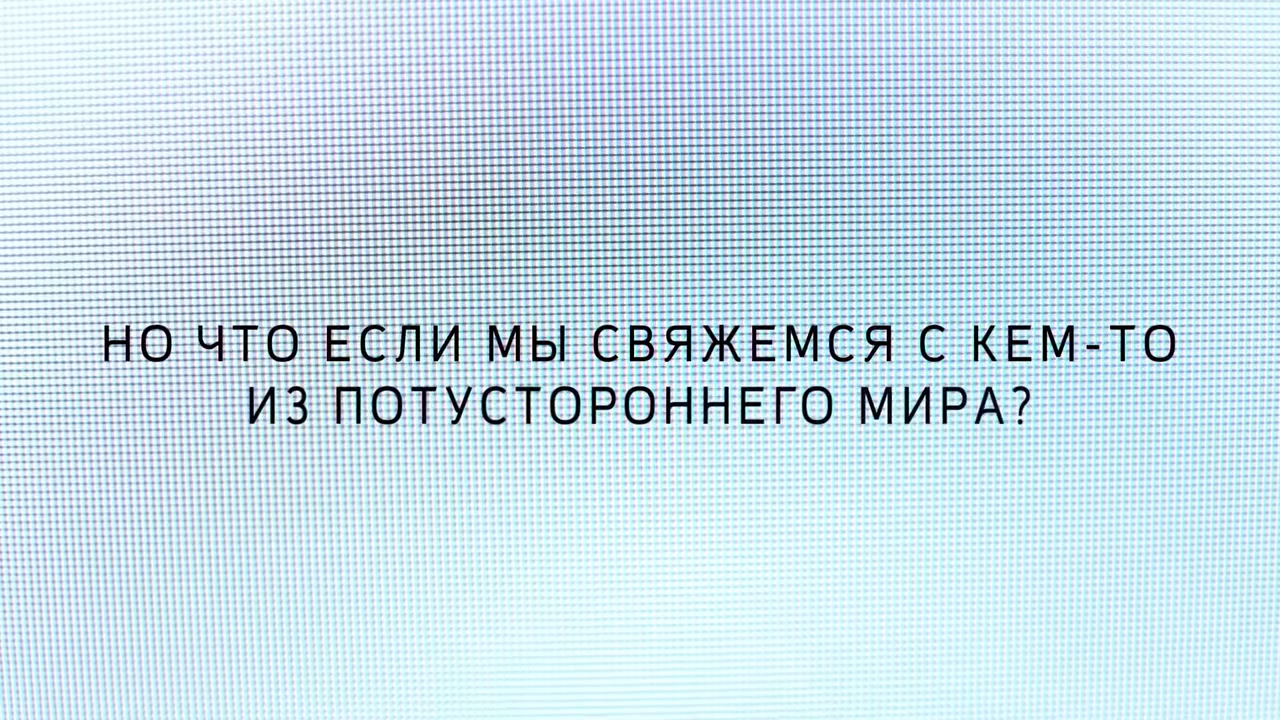 НО ЧТО ЕСЛИ МЫ СВЯЖЕМСЯ С КЕМ-ТО
ИЗ ПОТУСТОРОННЕГО МИРА?